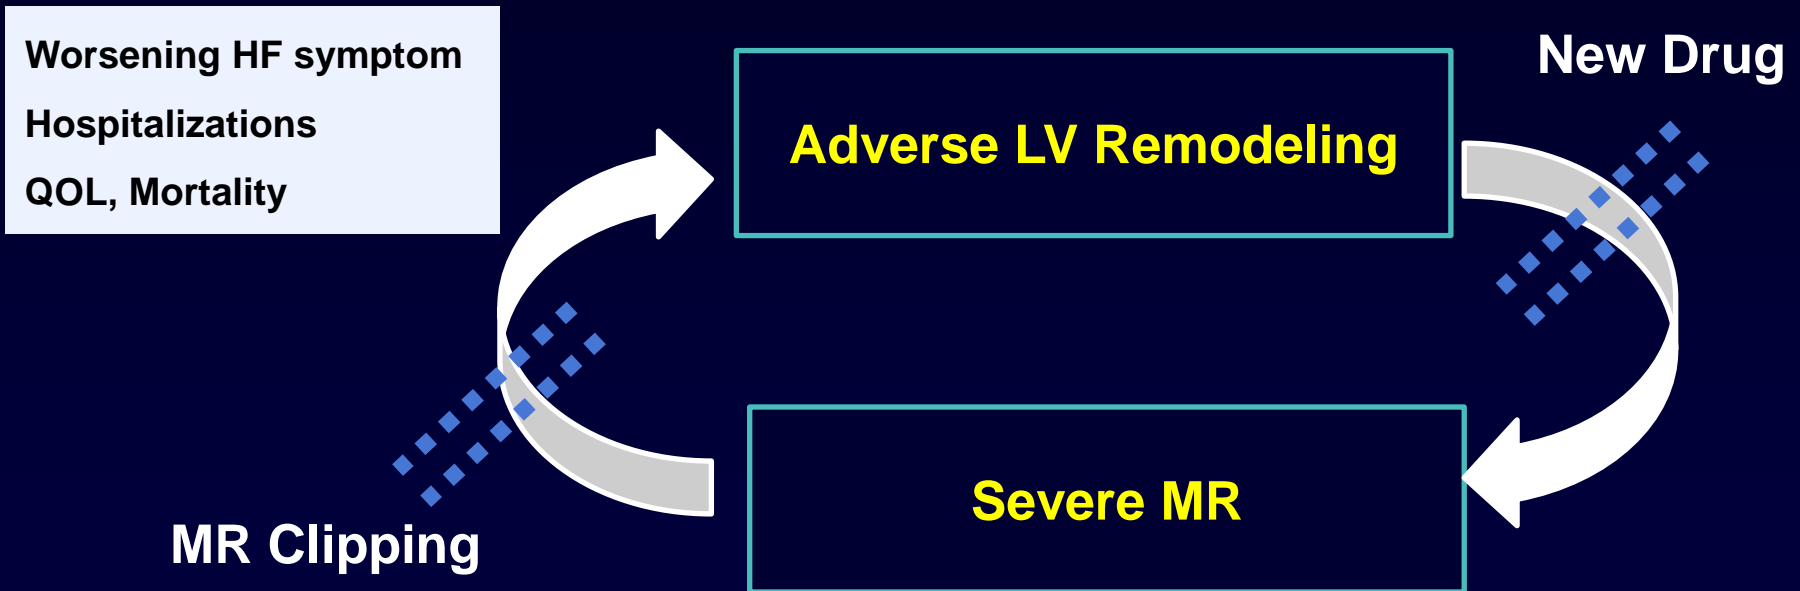 Worsening HF symptom
Hospitalizations
QOL, Mortality
New Drug
Adverse LV Remodeling
Severe MR
MR Clipping